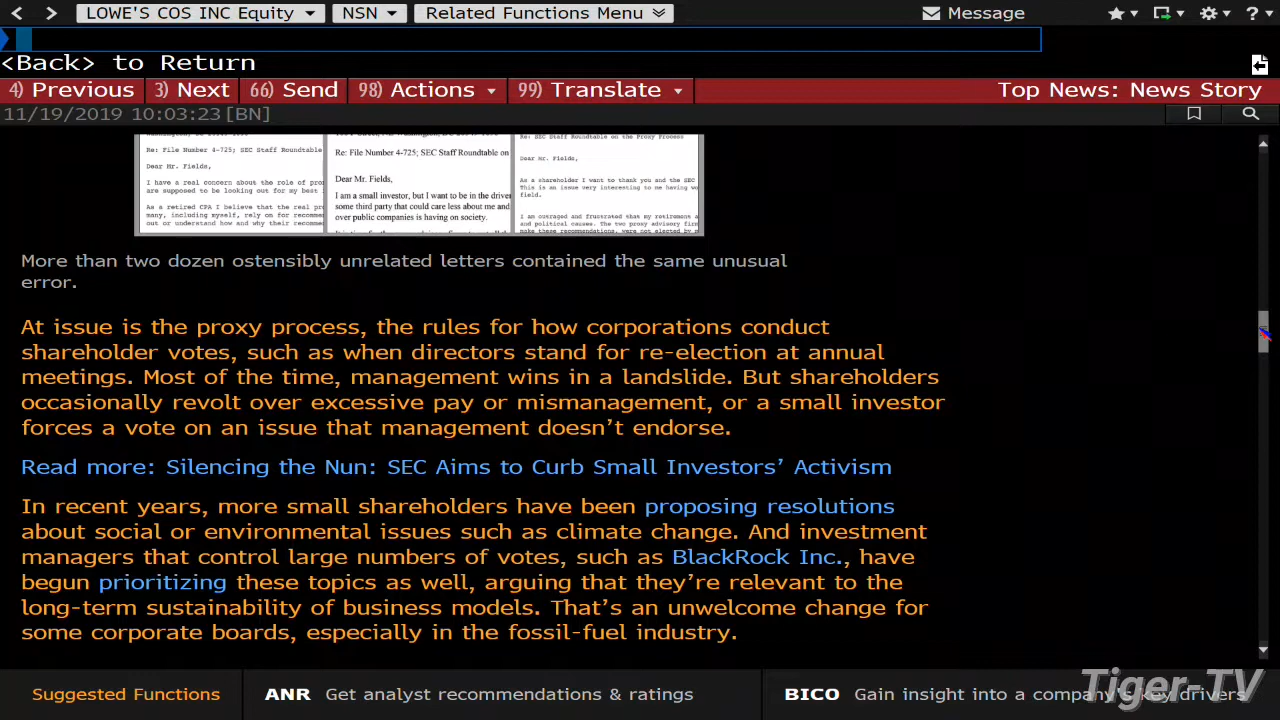 LOWE'S COS INC Equity NSN Related Functions Menu Message
<Back> to Return
4) Previous 3) Next 66) Send 98) Actions 99) Translate Top News: News Story
11/19/2019 10:03:23 [BN]
Re: File Number 4-725; SEC Staff Roundtable
Dear Mr. Fields,
I have a real concern about the role of
are supposed to be looking out for my best
As a retired CPA I believe that the real
many, including myself, rely on for
out or understand how and why their
Re: File Number 4-725; SEC Staff Roundtable on
Dear Mr. Fields,
I am a small investor, but I want to be in the
some third party that could care less about me and
over public companies is having on society.
Re: SEC Staff Roundtable on the Proxy Process
Dear Mr. Fields,
As a shareholder I want to thank you and the SEC
This is an issue very interesting to me having
field.
I am outraged and frustrated that my retirement
and political causes. The two proxy advisory
make these recommendations, were not elected by
More than two dozen ostensibly unrelated letters contained the same unusual
error.
At issue is the proxy process, the rules for how corporations conduct
shareholder votes, such as when directors stand for re-election at annual
meetings. Most of the time, management wins in a landslide. But shareholders
occasionally revolt over excessive pay or mismanagement, or a small investor
forces a vote on an issue that management doesn't endorse.
Read more: Silencing the Nun: SEC Aims to Curb Small Investors' Activism
In recent years, more small shareholders have been proposing resolutions
about social or environmental issues such as climate change. And investment
managers that control large numbers of votes, such as BlackRock Inc., have
begun prioritizing these topics as well, arguing that they're relevant to the
long-term sustainability of business models. That's an unwelcome change for
some corporate boards, especially in the fossil-fuel industry.
Suggested Functions ANR Get analyst recommendations & ratings BICO Gain insight into a company's key drivers
Tiger-TV